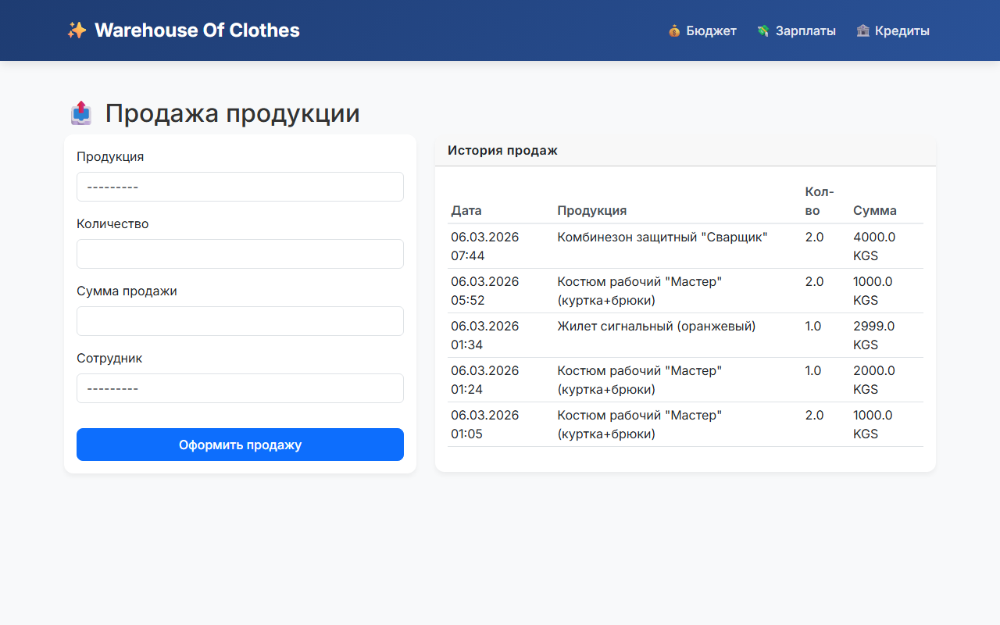 Warehouse Of Clothes
Бюджет
Зарплаты
Кредиты
Продажа продукции
Продукция
---------
Количество
Сумма продажи
Сотрудник
---------
Оформить продажу
История продаж
Дата Продукция Кол-во Сумма
06.03.2026 07:44 Комбинезон защитный "Сварщик" 2.0 4000.0 KGS
06.03.2026 05:52 Костюм рабочий "Мастер" (куртка+брюки) 2.0 1000.0 KGS
06.03.2026 01:34 Жилет сигнальный (оранжевый) 1.0 2999.0 KGS
06.03.2026 01:24 Костюм рабочий "Мастер" (куртка+брюки) 1.0 2000.0 KGS
06.03.2026 01:05 Костюм рабочий "Мастер" (куртка+брюки) 2.0 1000.0 KGS